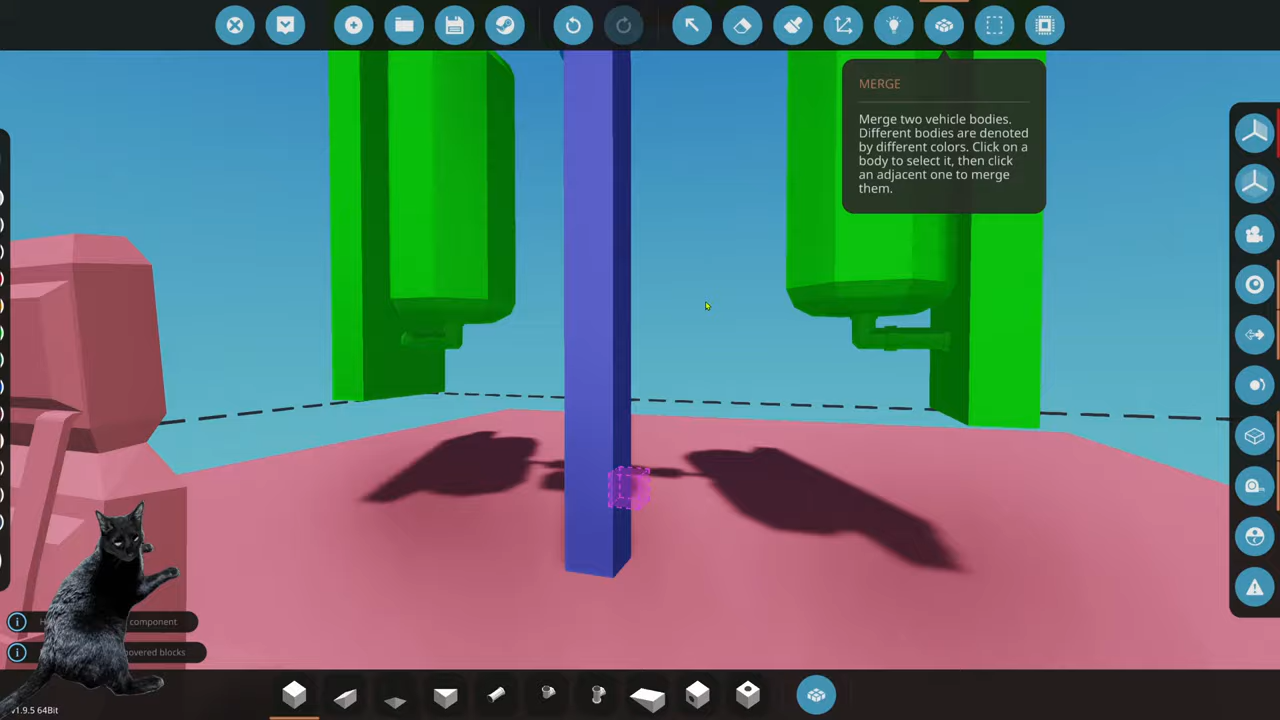 MERGE
Merge two vehicle bodies.
Different bodies are denoted
by different colors. Click on a
body to select it, then click
an adjacent one to merge
them.
component
overed blocks
v1.9.5 64Bit